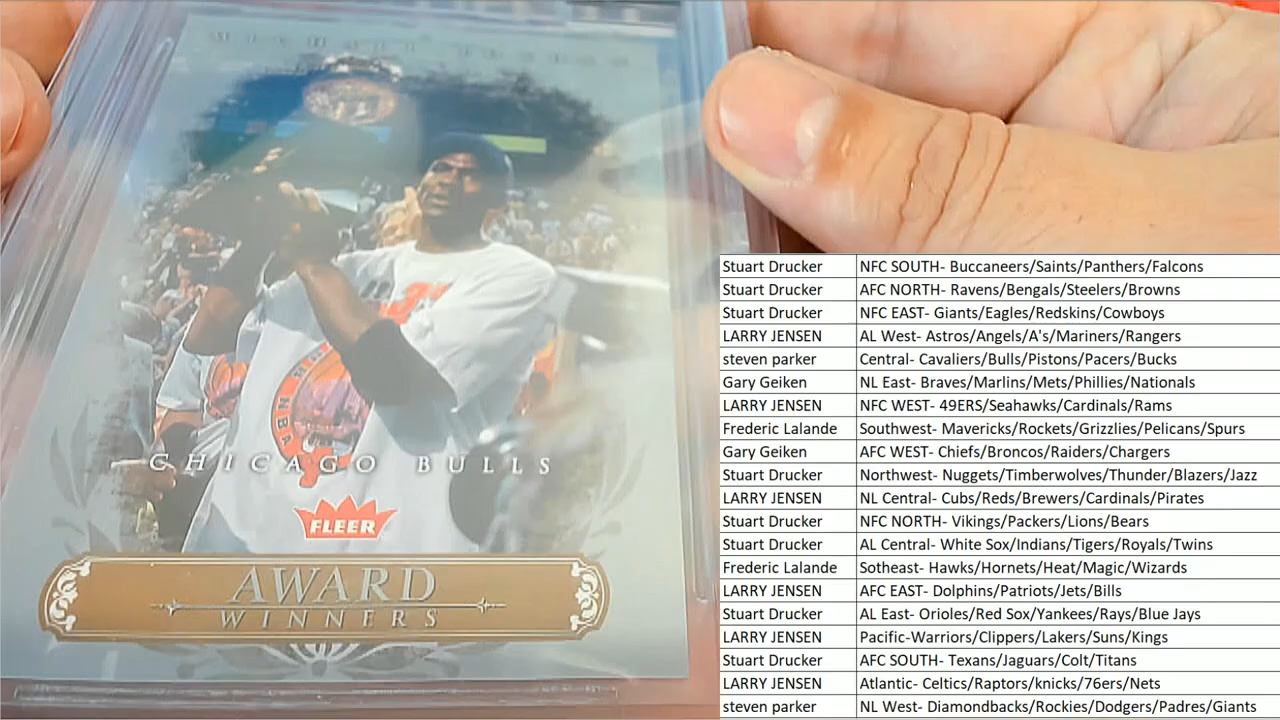 CHICAGO BULLS
FLEER
AWARD
WINNERS
Stuart Drucker NFC SOUTH- Buccaneers/Saints/Panthers/Falcons
Stuart Drucker AFC NORTH- Ravens/Bengals/Steelers/Browns
Stuart Drucker NFC EAST- Giants/Eagles/Redskins/Cowboys
LARRY JENSEN AL West- Astros/Angels/A's/Mariners/Rangers
steven parker Central- Cavaliers/Bulls/Pistons/Pacers/Bucks
Gary Geiken NL East- Braves/Marlins/Mets/Phillies/Nationals
LARRY JENSEN NFC WEST- 49ERS/Seahawks/Cardinals/Rams
Frederic Lalande Southwest- Mavericks/Rockets/Grizzlies/Pelicans/Spurs
Gary Geiken AFC WEST- Chiefs/Broncos/Raiders/Chargers
Stuart Drucker Northwest- Nuggets/Timberwolves/Thunder/Blazers/Jazz
LARRY JENSEN NL Central- Cubs/Reds/Brewers/Cardinals/Pirates
Stuart Drucker NFC NORTH- Vikings/Packers/Lions/Bears
Stuart Drucker AL Central- White Sox/Indians/Tigers/Royals/Twins
Frederic Lalande Sotheast- Hawks/Hornets/Heat/Magic/Wizards
LARRY JENSEN AFC EAST- Dolphins/Patriots/Jets/Bills
Stuart Drucker AL East- Orioles/Red Sox/Yankees/Rays/Blue Jays
LARRY JENSEN Pacific-Warriors/Clippers/Lakers/Suns/Kings
Stuart Drucker AFC SOUTH- Texans/Jaguars/Colt/Titans
LARRY JENSEN Atlantic- Celtics/Raptors/knicks/76ers/Nets
steven parker NL West- Diamondbacks/Rockies/Dodgers/Padres/Giants